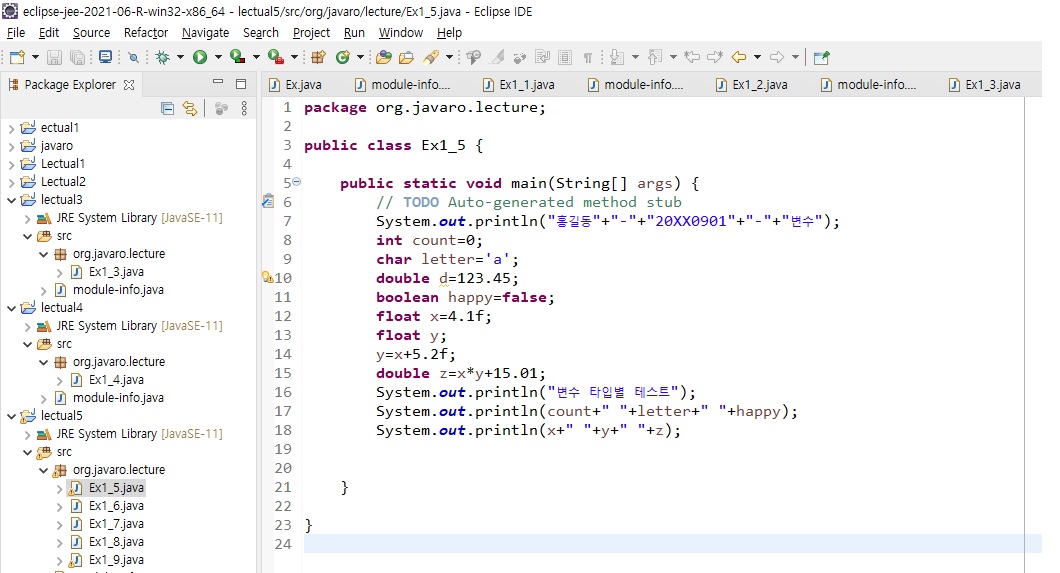 eclipse-jee-2021-06-R-win32-x86_64 - lectual5/src/org/javaro/lecture/Ex1_5.java - Eclipse IDE
File Edit Source Refactor Navigate Search Project Run Window Help
Package Explorer
Ex.java module-info.... Ex1_1.java module-info.... Ex1_2.java module-info.... Ex1_3.java
ectual1
javaro
Lectual1
Lectual2
lectual3
JRE System Library [JavaSE-11]
src
org.javaro.lecture
Ex1_3.java
module-info.java
lectual4
JRE System Library [JavaSE-11]
src
org.javaro.lecture
Ex1_4.java
module-info.java
lectual5
JRE System Library [JavaSE-11]
src
org.javaro.lecture
Ex1_5.java
Ex1_6.java
Ex1_7.java
Ex1_8.java
Ex1_9.java
1 package org.javaro.lecture;
2
3 public class Ex1_5 {
4
5 public static void main(String[] args) {
6 // TODO Auto-generated method stub
7 System.out.println("홍길동"+"-"+"20XX0901"+"-"+"변수");
8 int count=0;
9 char letter='a';
10 double d=123.45;
11 boolean happy=false;
12 float x=4.1f;
13 float y;
14 y=x+5.2f;
15 double z=x*y+15.01;
16 System.out.println("변수 타입별 테스트");
17 System.out.println(count+" "+letter+" "+happy);
18 System.out.println(x+" "+y+" "+z);
19
20
21 }
22
23 }
24